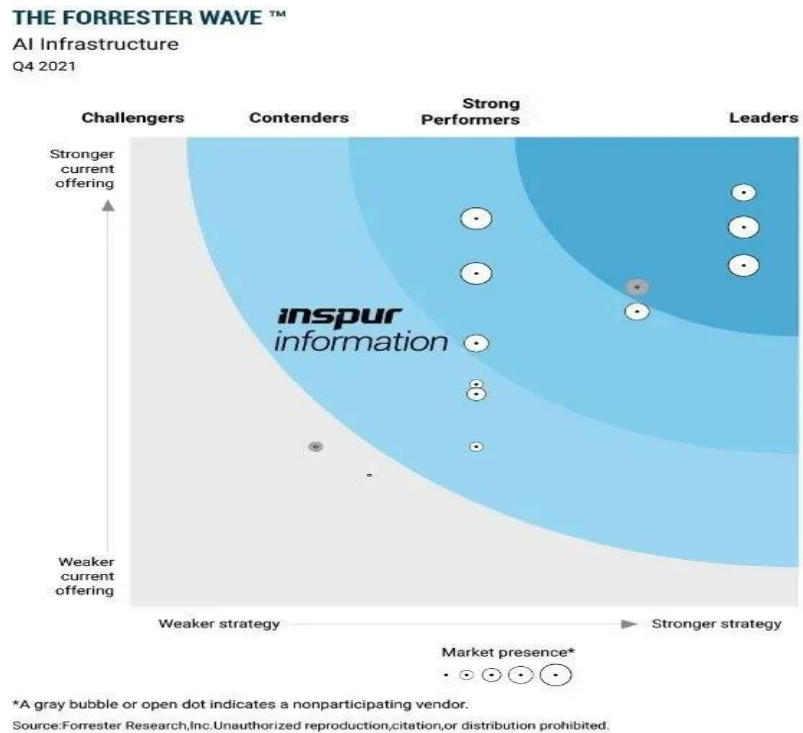 THE FORRESTER WAVE ™
AI Infrastructure
Q4 2021
Challengers
Contenders
Strong
Performers
Leaders
Stronger
current
offering
inspur
information
Weaker
current
offering
Weaker strategy
Stronger strategy
Market presence*
*A gray bubble or open dot indicates a nonparticipating vendor.
Source:Forrester Research,Inc.Unauthorized reproduction,citation,or distribution prohibited.